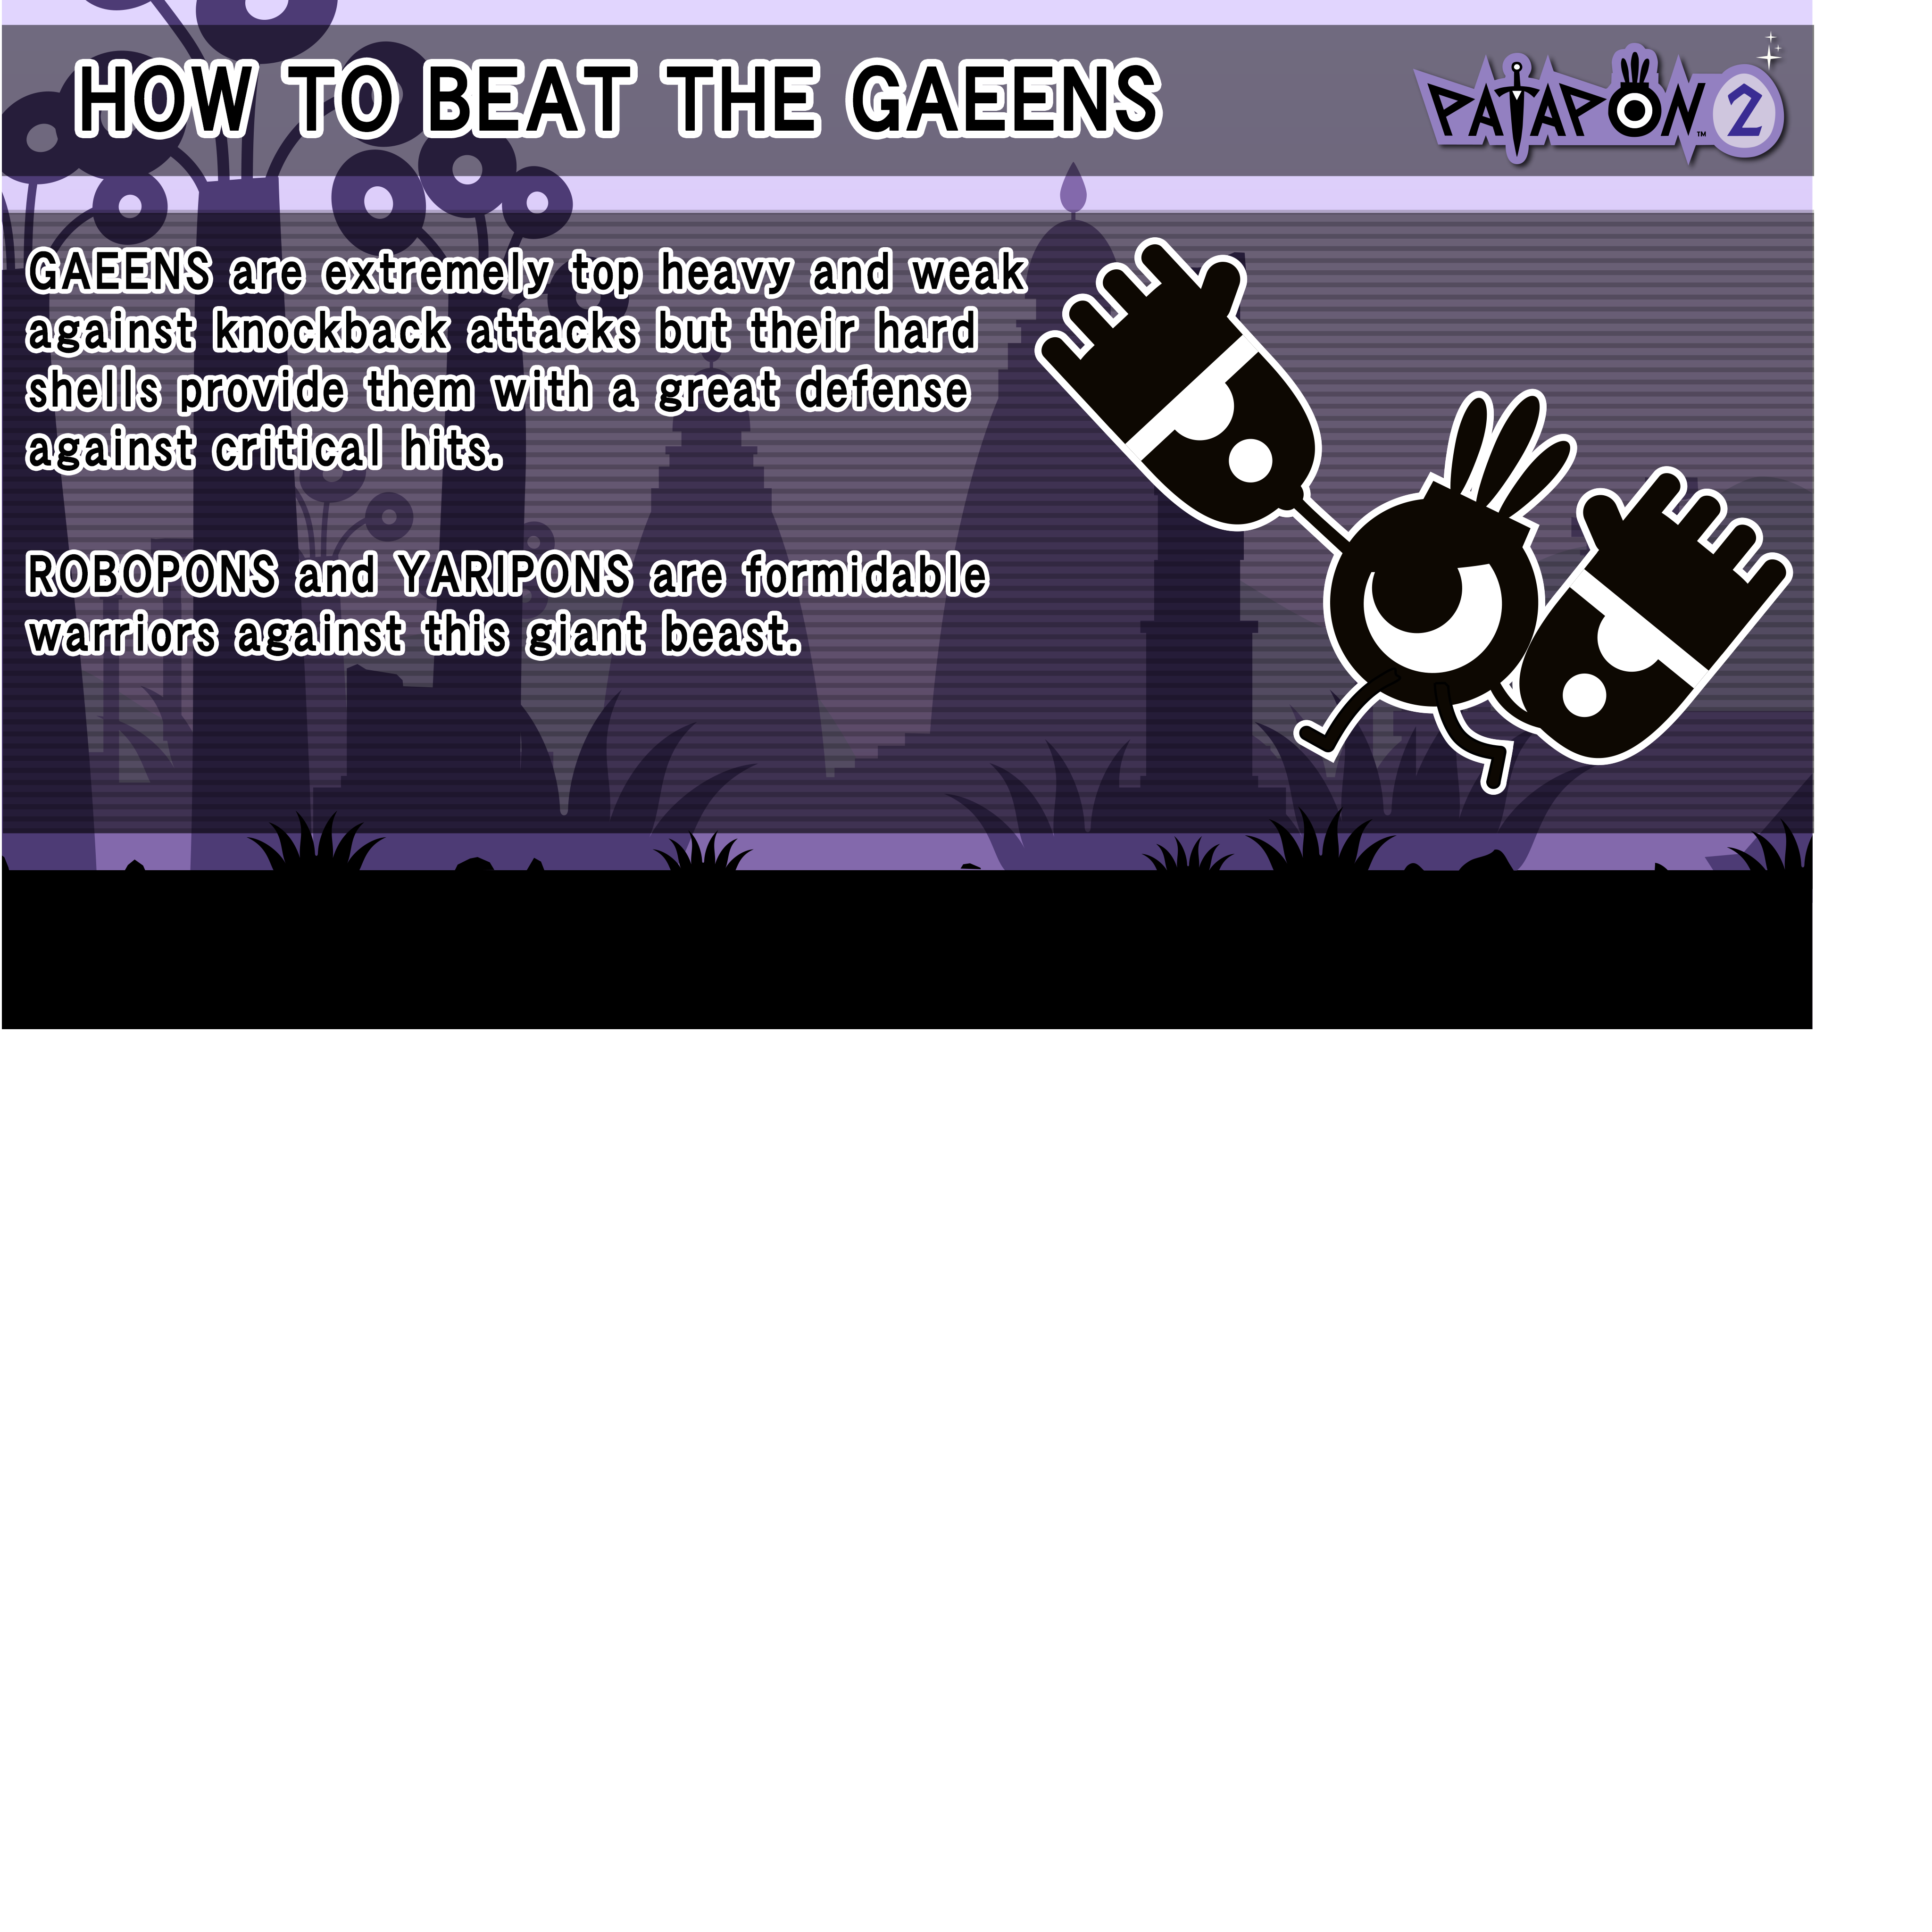 HOW TO BEAT THE GAEENS
PATAPON 2
TM
GAEENS are extremely top heavy and weak
against knockback attacks but their hard
shells provide them with a great defense
against critical hits.
ROBOPONS and YARIPONS are formidable
warriors against this giant beast.